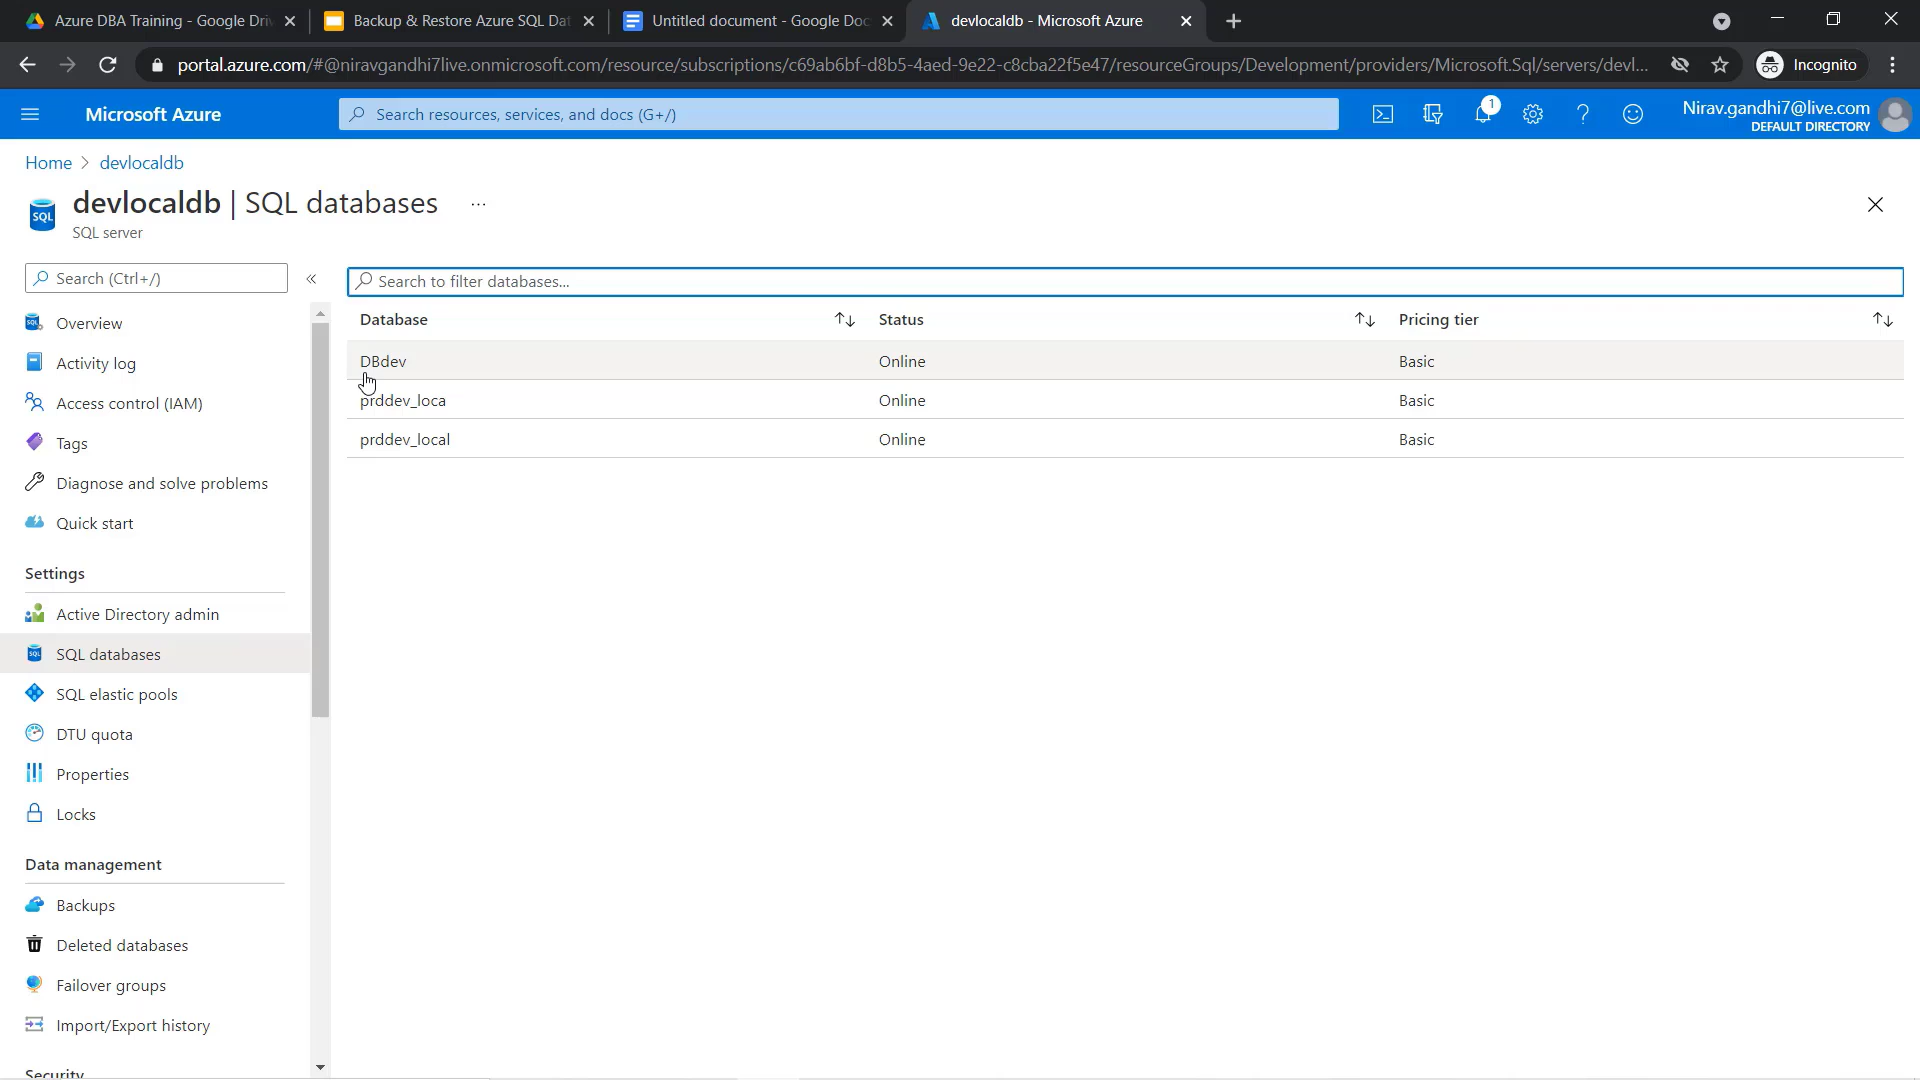 Azure DBA Training - Google Dri
Backup & Restore Azure SQL Dat
Untitled document - Google Doc
devlocaldb - Microsoft Azure
portal.azure.com/#@niravgandhi7live.onmicrosoft.com/resource/subscriptions/c69ab6bf-d8b5-4aed-9e22-c8cba22f5e47/resourceGroups/Development/providers/Microsoft.Sql/servers/devl...
Incognito
Microsoft Azure
Search resources, services, and docs (G+/)
1
Nirav.gandhi7@live.com
DEFAULT DIRECTORY
Home > devlocaldb
SQL
devlocaldb | SQL databases
...
SQL server
Search (Ctrl+/)
«
Search to filter databases...
Database
Status
Pricing tier
DBdev
Online
Basic
prddev_loca
Online
Basic
prddev_local
Online
Basic
Overview
Activity log
Access control (IAM)
Tags
Diagnose and solve problems
Quick start
Settings
Active Directory admin
SQL databases
SQL elastic pools
DTU quota
Properties
Locks
Data management
Backups
Deleted databases
Failover groups
Import/Export history
Security